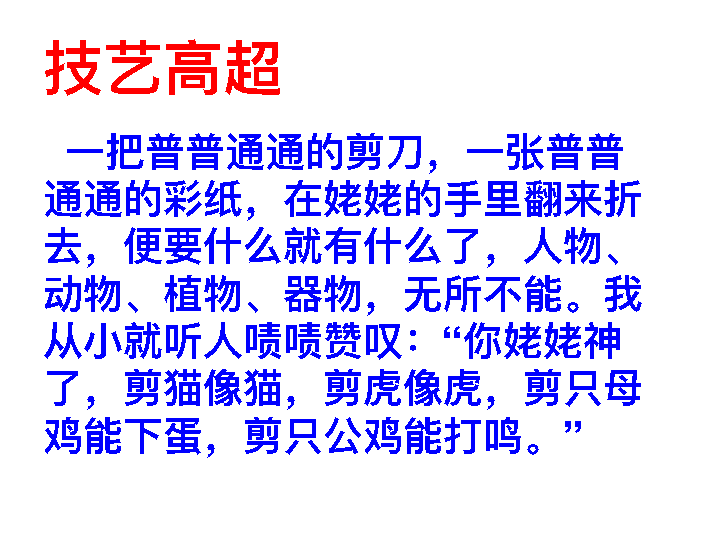 技艺高超
一把普普通通的剪刀，一张普普
通通的彩纸，在姥姥的手里翻来折
去，便要什么就有什么了，人物、
动物、植物、器物，无所不能。我
从小就听人啧啧赞叹：“你姥姥神
了，剪猫像猫，剪虎像虎，剪只母
鸡能下蛋，剪只公鸡能打鸣。”